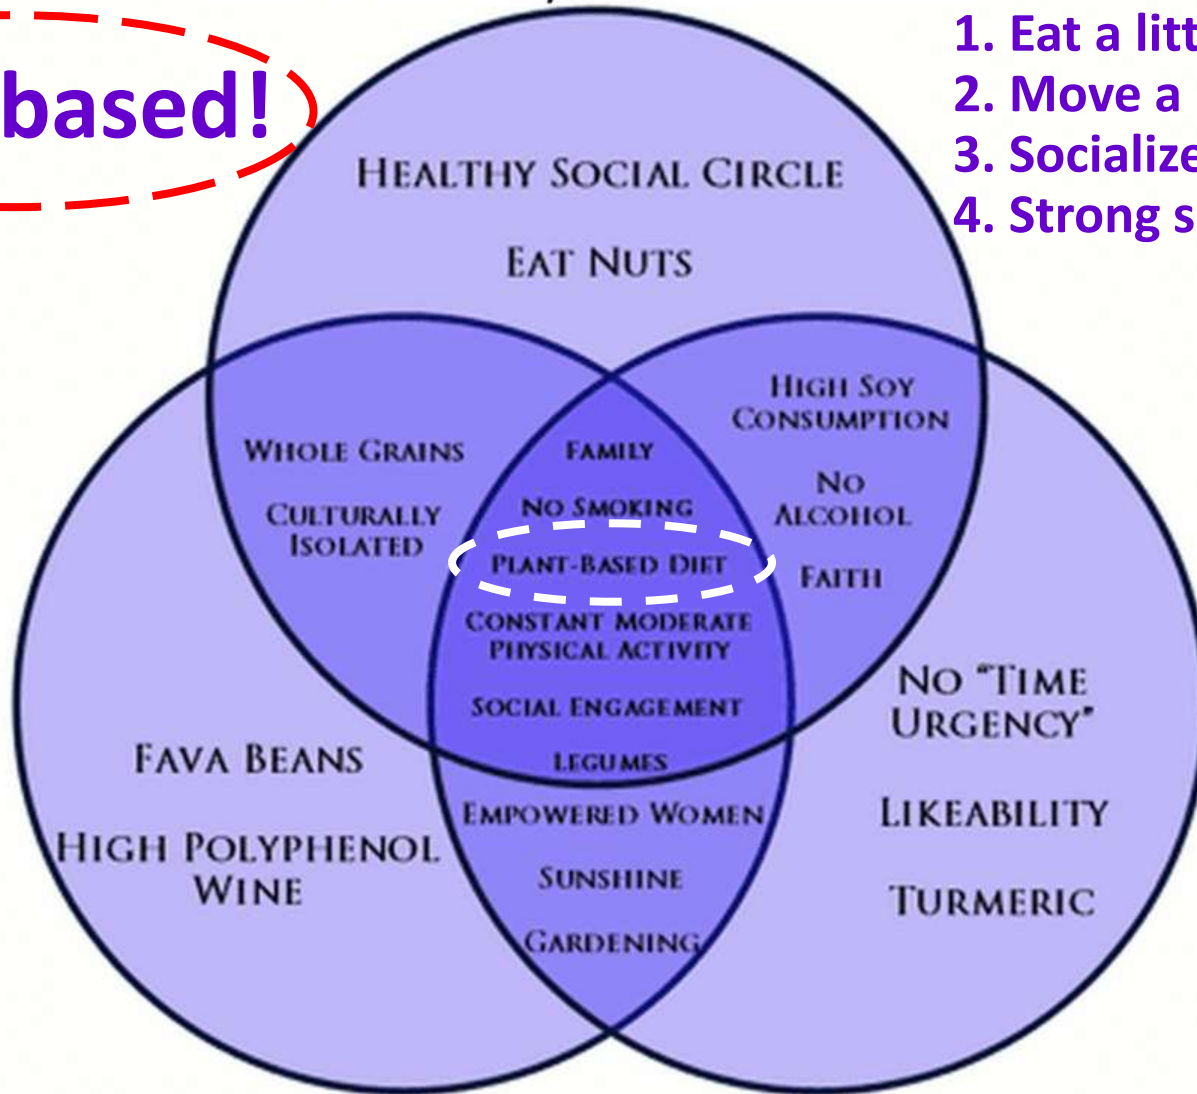 based!
1. Eat a litt
2. Move a
3. Socialize
4. Strong s
HEALTHY SOCIAL CIRCLE
EAT NUTS
HIGH SOY
CONSUMPTION
NO
ALCOHOL
FAITH
WHOLE GRAINS
CULTURALLY
ISOLATED
FAMILY
NO SMOKING
PLANT-BASED DIET
CONSTANT MODERATE
PHYSICAL ACTIVITY
SOCIAL ENGAGEMENT
LEGUMES
EMPOWERED WOMEN
SUNSHINE
GARDENING
FAVA BEANS
HIGH POLYPHENOL
WINE
NO "TIME
URGENCY"
LIKEABILITY
TURMERIC